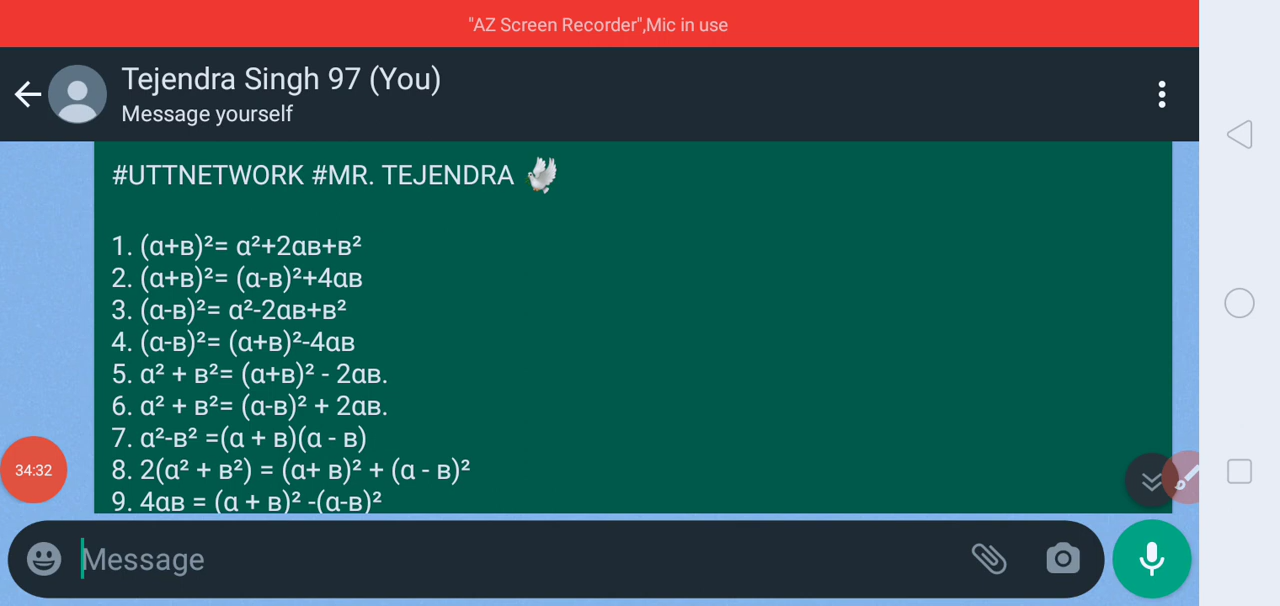 "AZ Screen Recorder",Mic in use
Tejendra Singh 97 (You)
Message yourself
#UTTNETWORK #MR. TEJENDRA 🕊
1. (α+в)²= α²+2αв+в²
2. (α+в)²= (α-в)²+4αв
3. (α-в)²= α²-2αв+в²
4. (α-в)²= (α+в)²-4αв
5. α² + в²= (α+в)² - 2αв.
6. α² + в²= (α-в)² + 2αв.
7. α²-в² =(α + в)(α - в)
8. 2(α² + в²) = (α+ в)² + (α - в)²
9. 4αв = (α + в)² -(α-в)²
34:32
Message